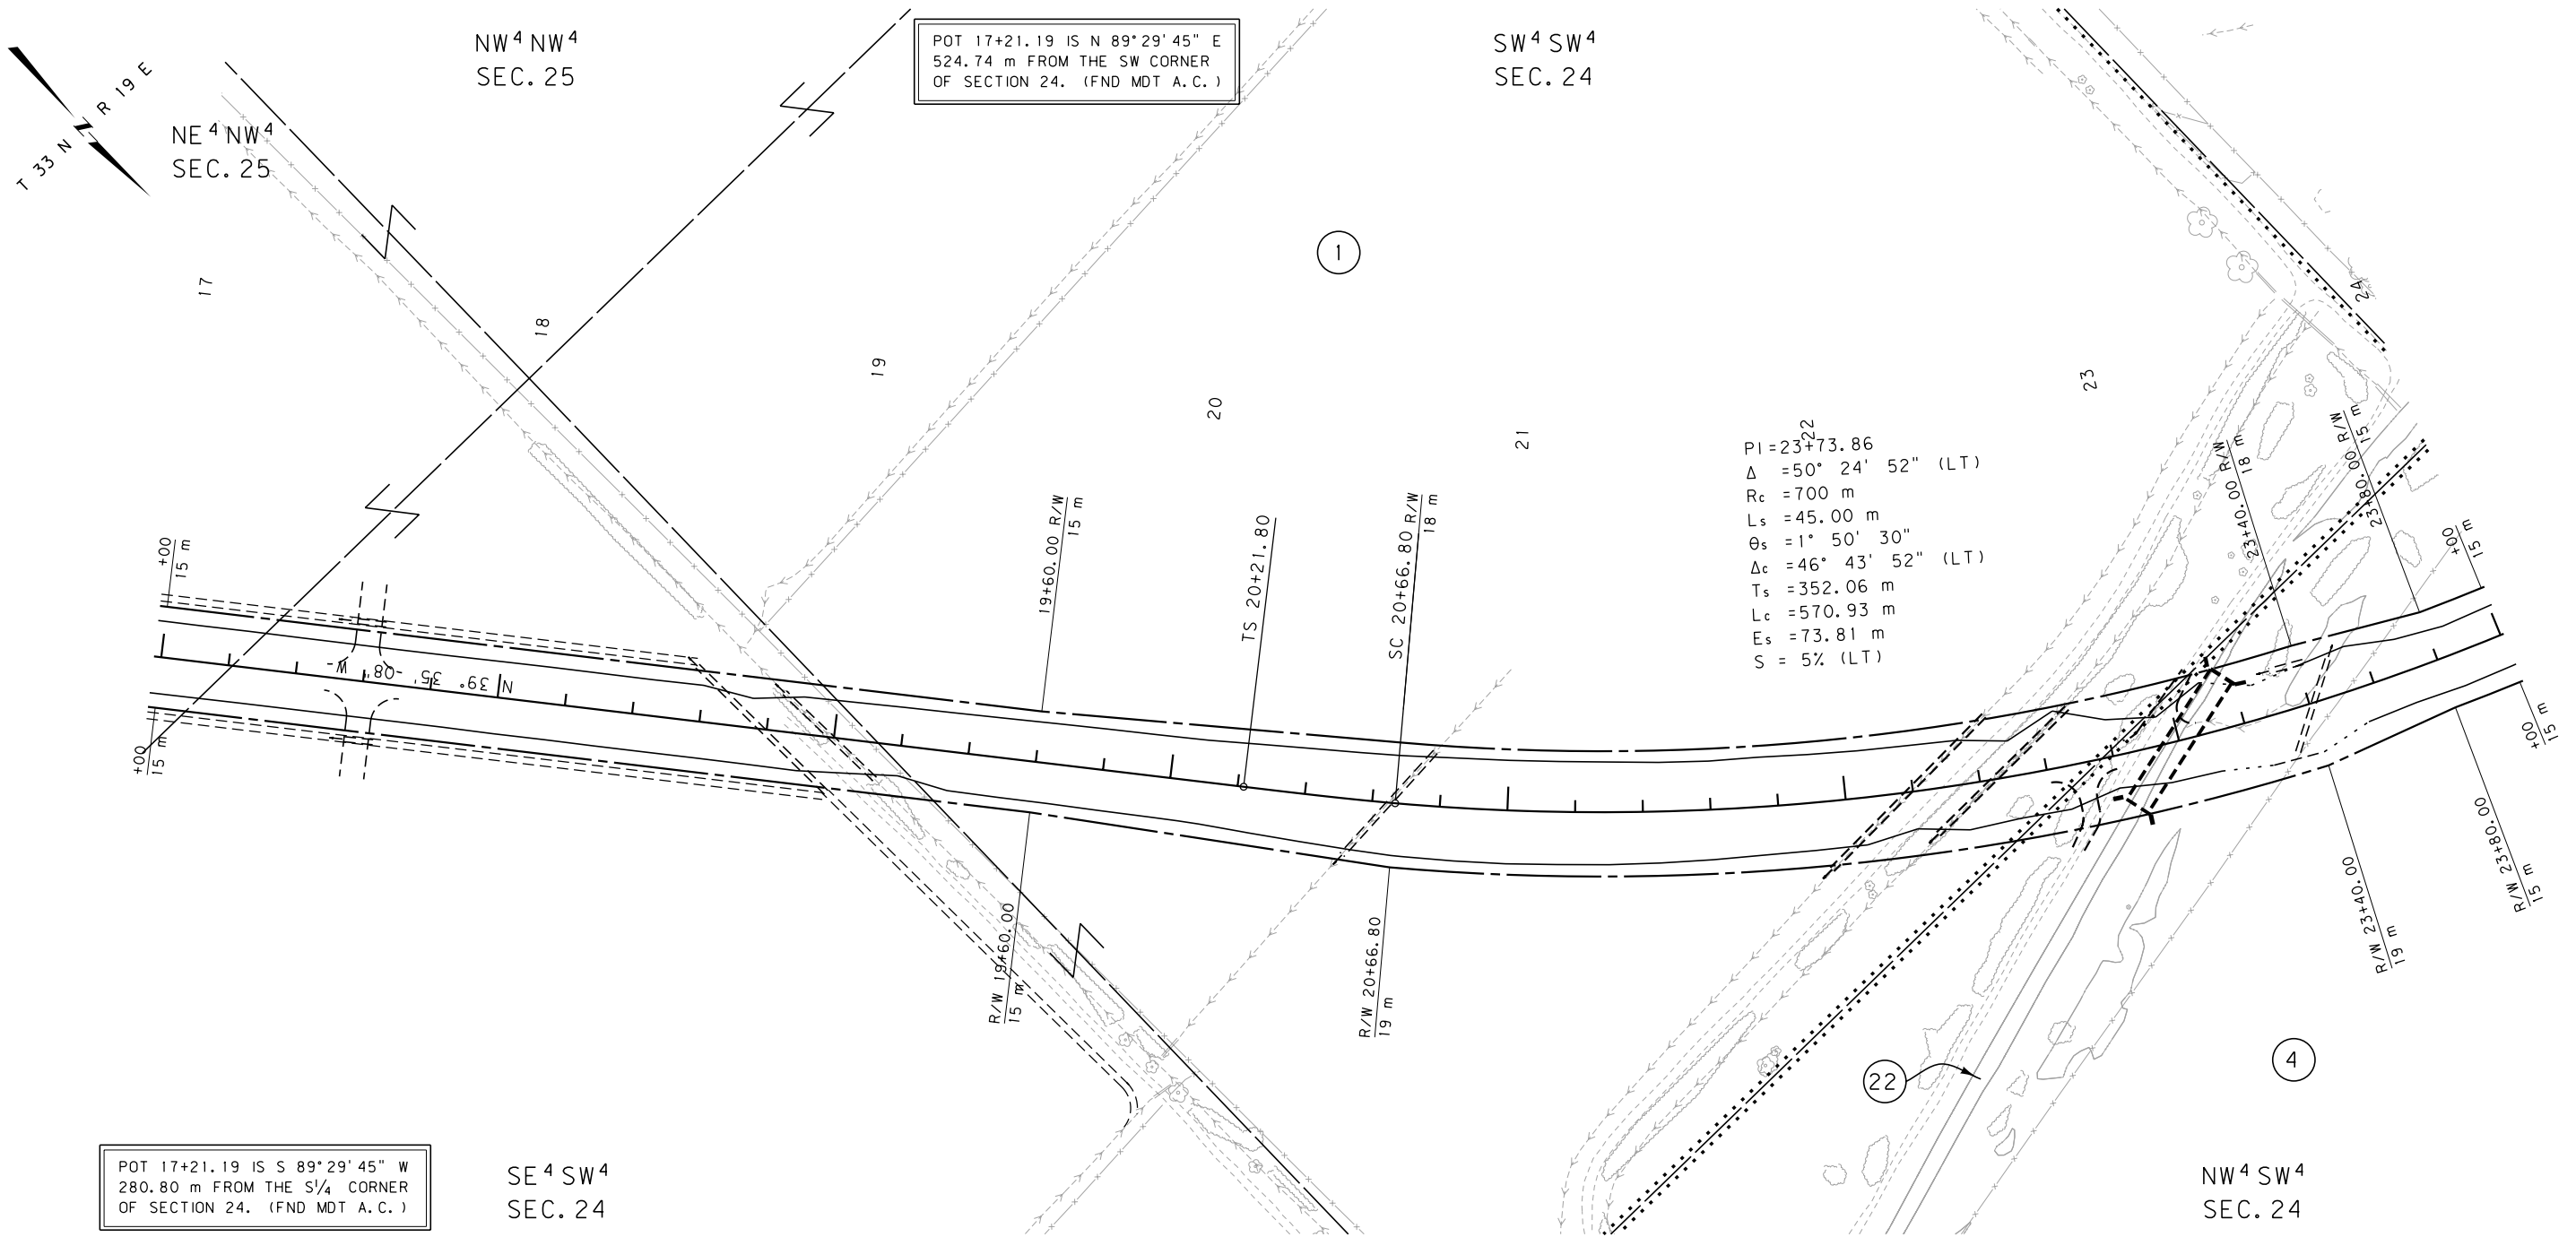 NW⁴ NW⁴
SEC. 25
POT 17+21.19 IS N 89°29'45" E
524.74 m FROM THE SW CORNER
OF SECTION 24. (FND MDT A.C.)
SW⁴ SW⁴
SEC. 24
T 33 N R 19 E
Z
NE⁴ NW⁴
SEC. 25
17
18
19
20
21
22
23
24
1
PI =23+73.86
Δ =50° 24' 52" (LT)
Rc =700 m
Ls =45.00 m
θs =1° 50' 30"
Δc =46° 43' 52" (LT)
Ts =352.06 m
Lc =570.93 m
Es =73.81 m
S = 5% (LT)
+00
15 m
19+60.00 R/W
15 m
TS 20+21.80
SC 20+66.80 R/W
18 m
23+40.00 R/W
18 m
23+80.00 R/W
15 m
+00
15 m
N 39° 35' -08" W-
+00
15 m
R/W 19+60.00
15 m
R/W 20+66.80
19 m
R/W 23+40.00
19 m
R/W 23+80.00
15 m
+00
15 m
22
4
POT 17+21.19 IS S 89°29'45" W
280.80 m FROM THE S¼ CORNER
OF SECTION 24. (FND MDT A.C.)
SE⁴ SW⁴
SEC. 24
NW⁴ SW⁴
SEC. 24